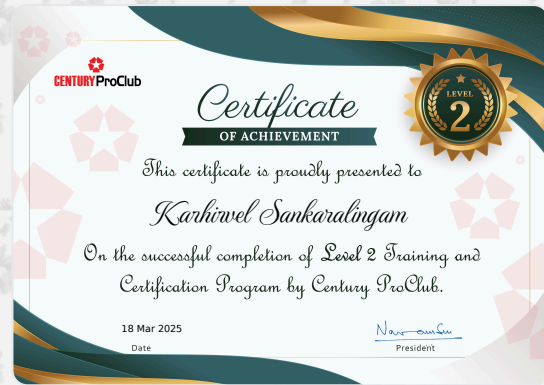 CENTURY ProClub
LEVEL
2
Certificate
OF ACHIEVEMENT
This certificate is proudly presented to
Karhirvel Sankaralingam
On the successful completion of Level 2 Training and
Certification Program by Century ProClub.
18 Mar 2025
Date
President